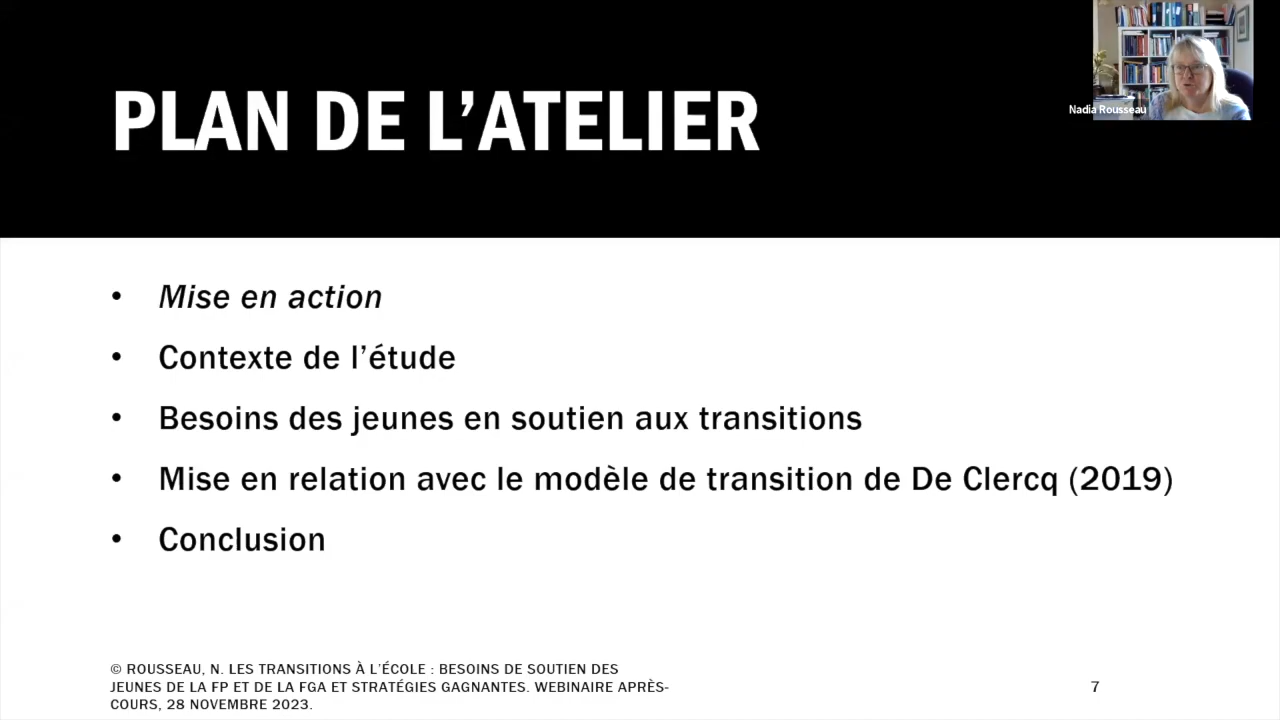 PLAN DE L’ATELIER
Nadia Rousseau
• Mise en action
• Contexte de l’étude
• Besoins des jeunes en soutien aux transitions
• Mise en relation avec le modèle de transition de De Clercq (2019)
• Conclusion
© ROUSSEAU, N. LES TRANSITIONS À L’ÉCOLE : BESOINS DE SOUTIEN DES
JEUNES DE LA FP ET DE LA FGA ET STRATÉGIES GAGNANTES. WEBINAIRE APRÈS-
COURS, 28 NOVEMBRE 2023.
7